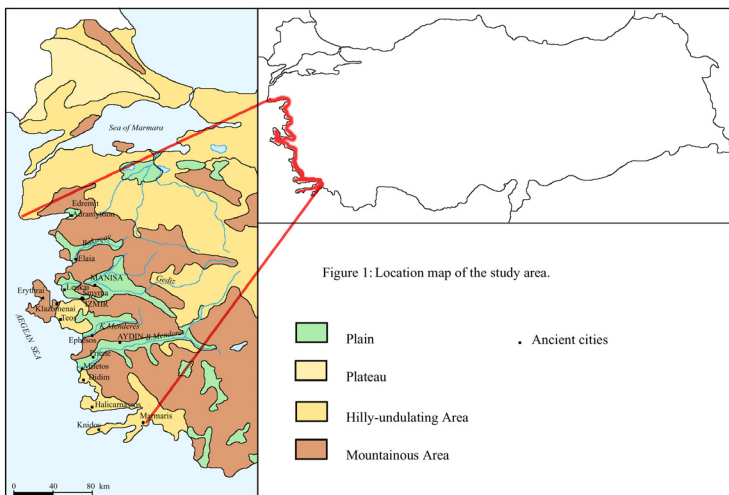 Sea of Marmara
Edremit
Adramyttion
Bakırçay
Elaia
MANISA
Gediz
Leukai
Smyrna
Erythrai
IZMIR
Klazomenai
Teos
AEGEAN SEA
K Menderes
AYDIN B Menderes
Ephesos
Priene
Miletos
Didim
Halicarnassos
Marmaris
Knidos
0 40 80 km
Figure 1: Location map of the study area.
Plain
Ancient cities
Plateau
Hilly-undulating Area
Mountainous Area